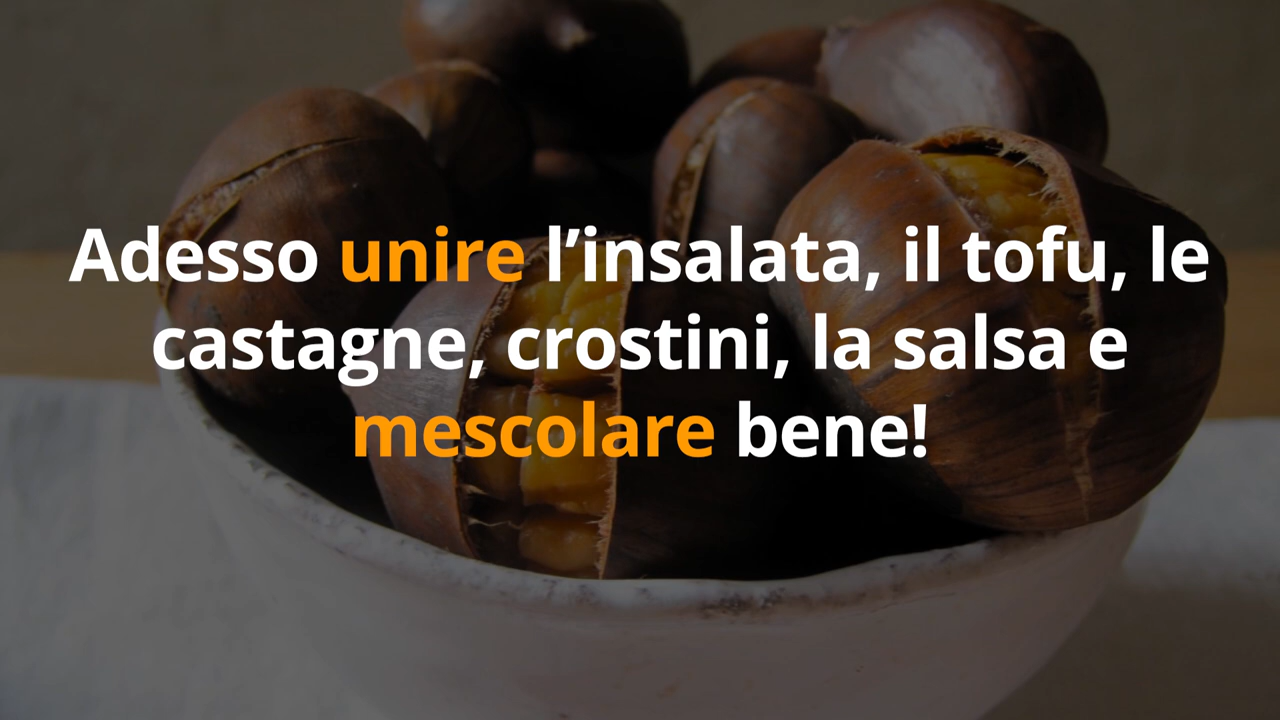 Adesso unire l’insalata, il tofu, le
castagne, crostini, la salsa e
mescolare bene!